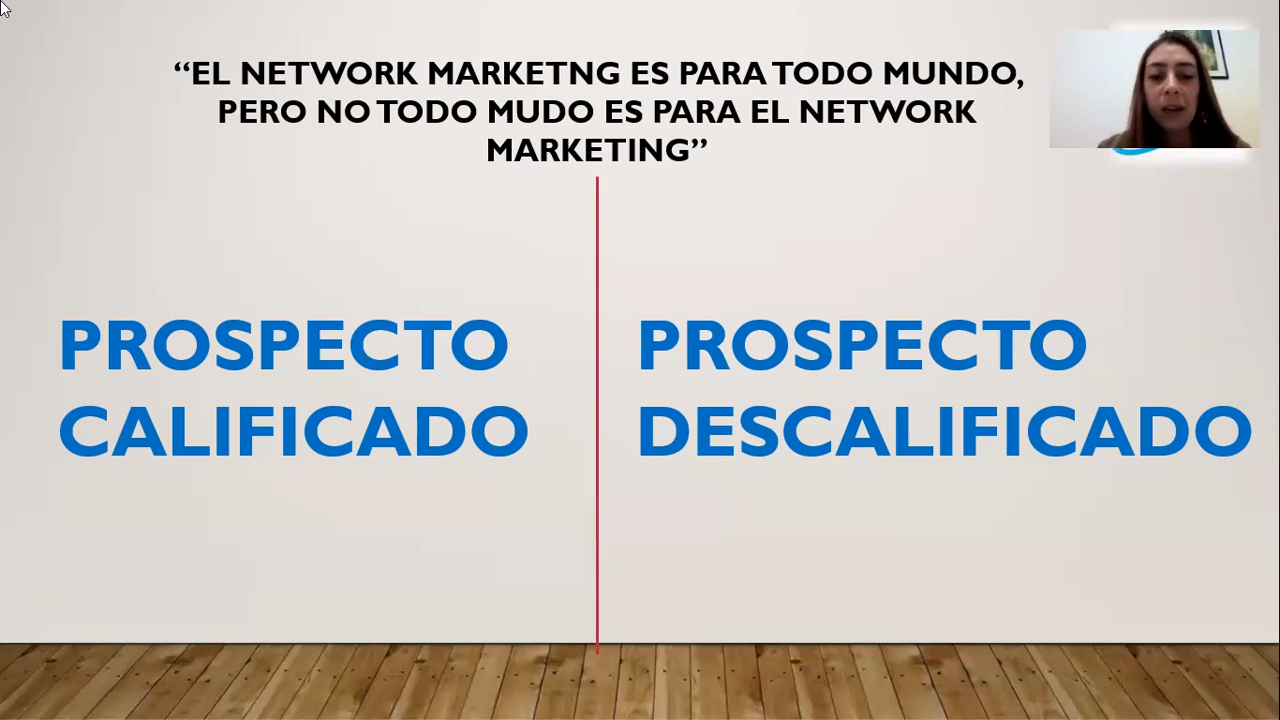 “EL NETWORK MARKETNG ES PARA TODO MUNDO,
PERO NO TODO MUDO ES PARA EL NETWORK
MARKETING”
PROSPECTO
CALIFICADO
PROSPECTO
DESCALIFICADO